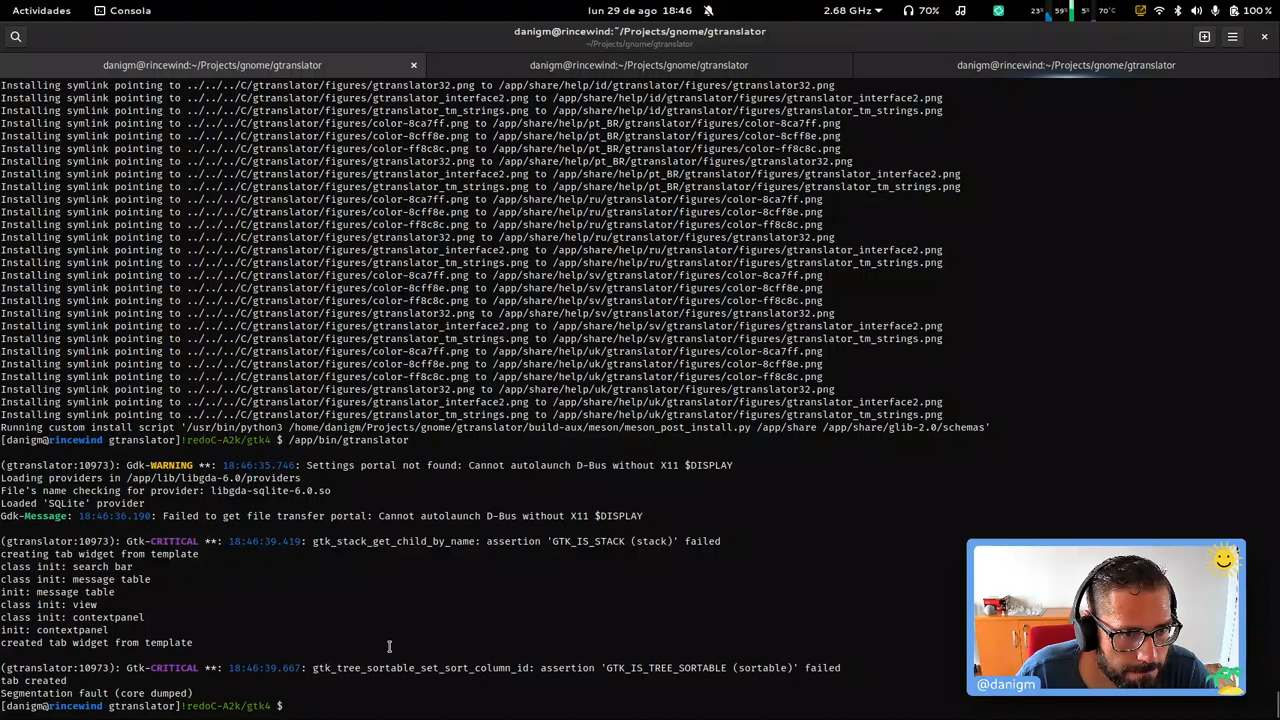 Actividades
Consola
lun 29 de ago 18:46
2.68 GHz
70%
23%
59%
5%
70°C
100 %
danigm@rincewind:~/Projects/gnome/gtranslator
~/Projects/gnome/gtranslator
danigm@rincewind:~/Projects/gnome/gtranslator
danigm@rincewind:~/Projects/gnome/gtranslator
danigm@rincewind:~/Projects/gnome/gtranslator
Installing symlink pointing to ../../../C/gtranslator/figures/gtranslator32.png to /app/share/help/id/gtranslator/figures/gtranslator32.png
Installing symlink pointing to ../../../C/gtranslator/figures/gtranslator_interface2.png to /app/share/help/id/gtranslator/figures/gtranslator_interface2.png
Installing symlink pointing to ../../../C/gtranslator/figures/gtranslator_tm_strings.png to /app/share/help/id/gtranslator/figures/gtranslator_tm_strings.png
Installing symlink pointing to ../../../C/gtranslator/figures/color-8ca7ff.png to /app/share/help/pt_BR/gtranslator/figures/color-8ca7ff.png
Installing symlink pointing to ../../../C/gtranslator/figures/color-8cff8e.png to /app/share/help/pt_BR/gtranslator/figures/color-8cff8e.png
Installing symlink pointing to ../../../C/gtranslator/figures/color-ff8c8c.png to /app/share/help/pt_BR/gtranslator/figures/color-ff8c8c.png
Installing symlink pointing to ../../../C/gtranslator/figures/gtranslator32.png to /app/share/help/pt_BR/gtranslator/figures/gtranslator32.png
Installing symlink pointing to ../../../C/gtranslator/figures/gtranslator_interface2.png to /app/share/help/pt_BR/gtranslator/figures/gtranslator_interface2.png
Installing symlink pointing to ../../../C/gtranslator/figures/gtranslator_tm_strings.png to /app/share/help/pt_BR/gtranslator/figures/gtranslator_tm_strings.png
Installing symlink pointing to ../../../C/gtranslator/figures/color-8ca7ff.png to /app/share/help/ru/gtranslator/figures/color-8ca7ff.png
Installing symlink pointing to ../../../C/gtranslator/figures/color-8cff8e.png to /app/share/help/ru/gtranslator/figures/color-8cff8e.png
Installing symlink pointing to ../../../C/gtranslator/figures/color-ff8c8c.png to /app/share/help/ru/gtranslator/figures/color-ff8c8c.png
Installing symlink pointing to ../../../C/gtranslator/figures/gtranslator32.png to /app/share/help/ru/gtranslator/figures/gtranslator32.png
Installing symlink pointing to ../../../C/gtranslator/figures/gtranslator_interface2.png to /app/share/help/ru/gtranslator/figures/gtranslator_interface2.png
Installing symlink pointing to ../../../C/gtranslator/figures/gtranslator_tm_strings.png to /app/share/help/ru/gtranslator/figures/gtranslator_tm_strings.png
Installing symlink pointing to ../../../C/gtranslator/figures/color-8ca7ff.png to /app/share/help/sv/gtranslator/figures/color-8ca7ff.png
Installing symlink pointing to ../../../C/gtranslator/figures/color-8cff8e.png to /app/share/help/sv/gtranslator/figures/color-8cff8e.png
Installing symlink pointing to ../../../C/gtranslator/figures/color-ff8c8c.png to /app/share/help/sv/gtranslator/figures/color-ff8c8c.png
Installing symlink pointing to ../../../C/gtranslator/figures/gtranslator32.png to /app/share/help/sv/gtranslator/figures/gtranslator32.png
Installing symlink pointing to ../../../C/gtranslator/figures/gtranslator_interface2.png to /app/share/help/sv/gtranslator/figures/gtranslator_interface2.png
Installing symlink pointing to ../../../C/gtranslator/figures/gtranslator_tm_strings.png to /app/share/help/sv/gtranslator/figures/gtranslator_tm_strings.png
Installing symlink pointing to ../../../C/gtranslator/figures/color-8ca7ff.png to /app/share/help/uk/gtranslator/figures/color-8ca7ff.png
Installing symlink pointing to ../../../C/gtranslator/figures/color-8cff8e.png to /app/share/help/uk/gtranslator/figures/color-8cff8e.png
Installing symlink pointing to ../../../C/gtranslator/figures/color-ff8c8c.png to /app/share/help/uk/gtranslator/figures/color-ff8c8c.png
Installing symlink pointing to ../../../C/gtranslator/figures/gtranslator32.png to /app/share/help/uk/gtranslator/figures/gtranslator32.png
Installing symlink pointing to ../../../C/gtranslator/figures/gtranslator_interface2.png to /app/share/help/uk/gtranslator/figures/gtranslator_interface2.png
Installing symlink pointing to ../../../C/gtranslator/figures/gtranslator_tm_strings.png to /app/share/help/uk/gtranslator/figures/gtranslator_tm_strings.png
Running custom install script '/usr/bin/python3 /home/danigm/Projects/gnome/gtranslator/build-aux/meson/meson_post_install.py /app/share /app/share/glib-2.0/schemas'
[danigm@rincewind gtranslator]!redoC-A2k/gtk4 $ /app/bin/gtranslator
(gtranslator:10973): Gdk-WARNING **: 18:46:35.746: Settings portal not found: Cannot autolaunch D-Bus without X11 $DISPLAY
Loading providers in /app/lib/libgda-6.0/providers
File's name checking for provider: libgda-sqlite-6.0.so
Loaded 'SQLite' provider
Gdk-Message: 18:46:36.190: Failed to get file transfer portal: Cannot autolaunch D-Bus without X11 $DISPLAY
(gtranslator:10973): Gtk-CRITICAL **: 18:46:39.419: gtk_stack_get_child_by_name: assertion 'GTK_IS_STACK (stack)' failed
creating tab widget from template
class init: search bar
class init: message table
init: message table
class init: view
class init: contextpanel
init: contextpanel
created tab widget from template
(gtranslator:10973): Gtk-CRITICAL **: 18:46:39.667: gtk_tree_sortable_set_sort_column_id: assertion 'GTK_IS_TREE_SORTABLE (sortable)' failed
tab created
Segmentation fault (core dumped)
[danigm@rincewind gtranslator]!redoC-A2k/gtk4 $
@danigm